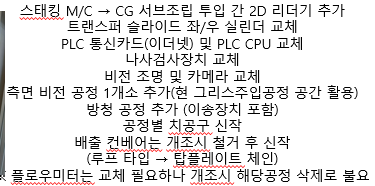 스태킹 M/C → CG 서브조립 투입 간 2D 리더기 추가
트랜스퍼 슬라이드 좌/우 실린더 교체
PLC 통신카드(이더넷) 및 PLC CPU 교체
나사검사장치 교체
비전 조명 및 카메라 교체
측면 비전 공정 1개소 추가(현 그리스주입공정 공간 활용)
방청 공정 추가 (이송장치 포함)
공정별 치공구 신작
배출 컨베어는 개조시 철거 후 신작
(루프 타입 → 탑플레이트 체인)
※ 플로우미터는 교체 필요하나 개조시 해당공정 삭제로 불요